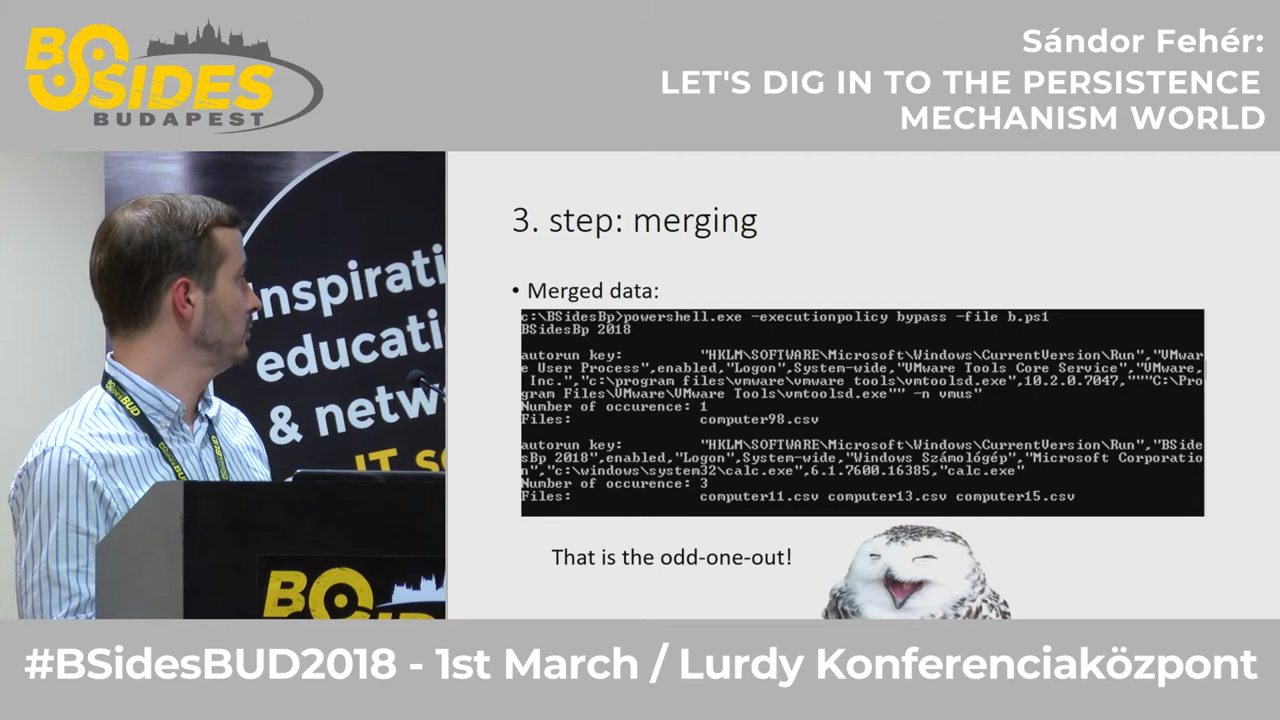 BSIDES
BUDAPEST
Sándor Fehér:
LET'S DIG IN TO THE PERSISTENCE
MECHANISM WORLD
Inspirati
educati
& netw
IT
BSidesBUD
3. step: merging
• Merged data:
c:\BSidesBp>powershell.exe -executionpolicy bypass -file b.ps1
BSidesBp 2018
autorun key: "HKLM\SOFTWARE\Microsoft\Windows\CurrentVersion\Run","VMwar
e User Process",enabled,"Logon",System-wide,"VMware Tools Core Service","VMware,
 Inc.","c:\program files\vmware\vmware tools\vmtoolsd.exe",10.2.0.7047,"""C:\Pro
gram Files\VMware\VMware Tools\vmtoolsd.exe"" -n vmus"
Number of occurence: 1
Files: computer98.csv
autorun key: "HKLM\SOFTWARE\Microsoft\Windows\CurrentVersion\Run","BSide
sBp 2018",enabled,"Logon",System-wide,"Windows Számológép","Microsoft Corporatio
n","c:\windows\system32\calc.exe",6.1.7600.16385,"calc.exe"
Number of occurence: 3
Files: computer11.csv computer13.csv computer15.csv
That is the odd-one-out!
#BSidesBUD2018 - 1st March / Lurdy Konferenciaközpont